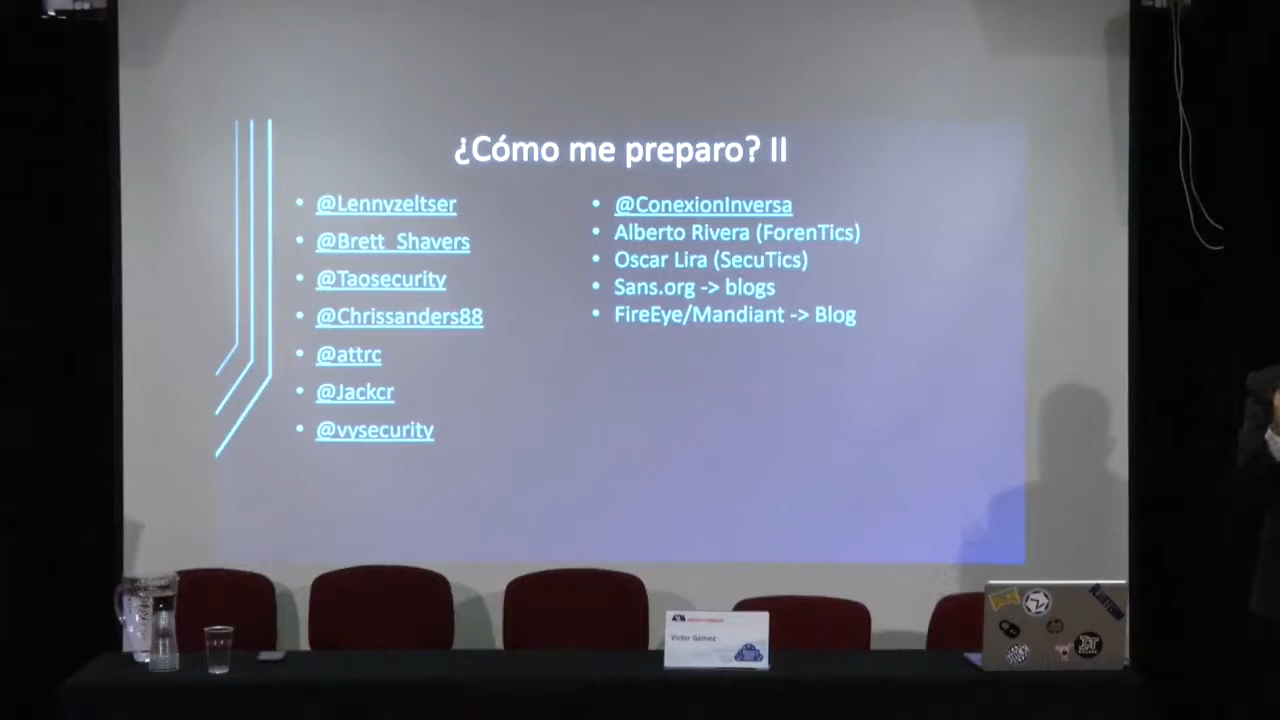 ¿Cómo me preparo? II
@Lennyzeltser
@Brett_Shavers
@Taosecurity
@Chrissanders88
@attrc
@Jackcr
@vysecurity
@ConexionInversa
Alberto Rivera (ForenTics)
Oscar Lira (SecuTics)
Sans.org -> blogs
FireEye/Mandiant -> Blog
Victor Gómez